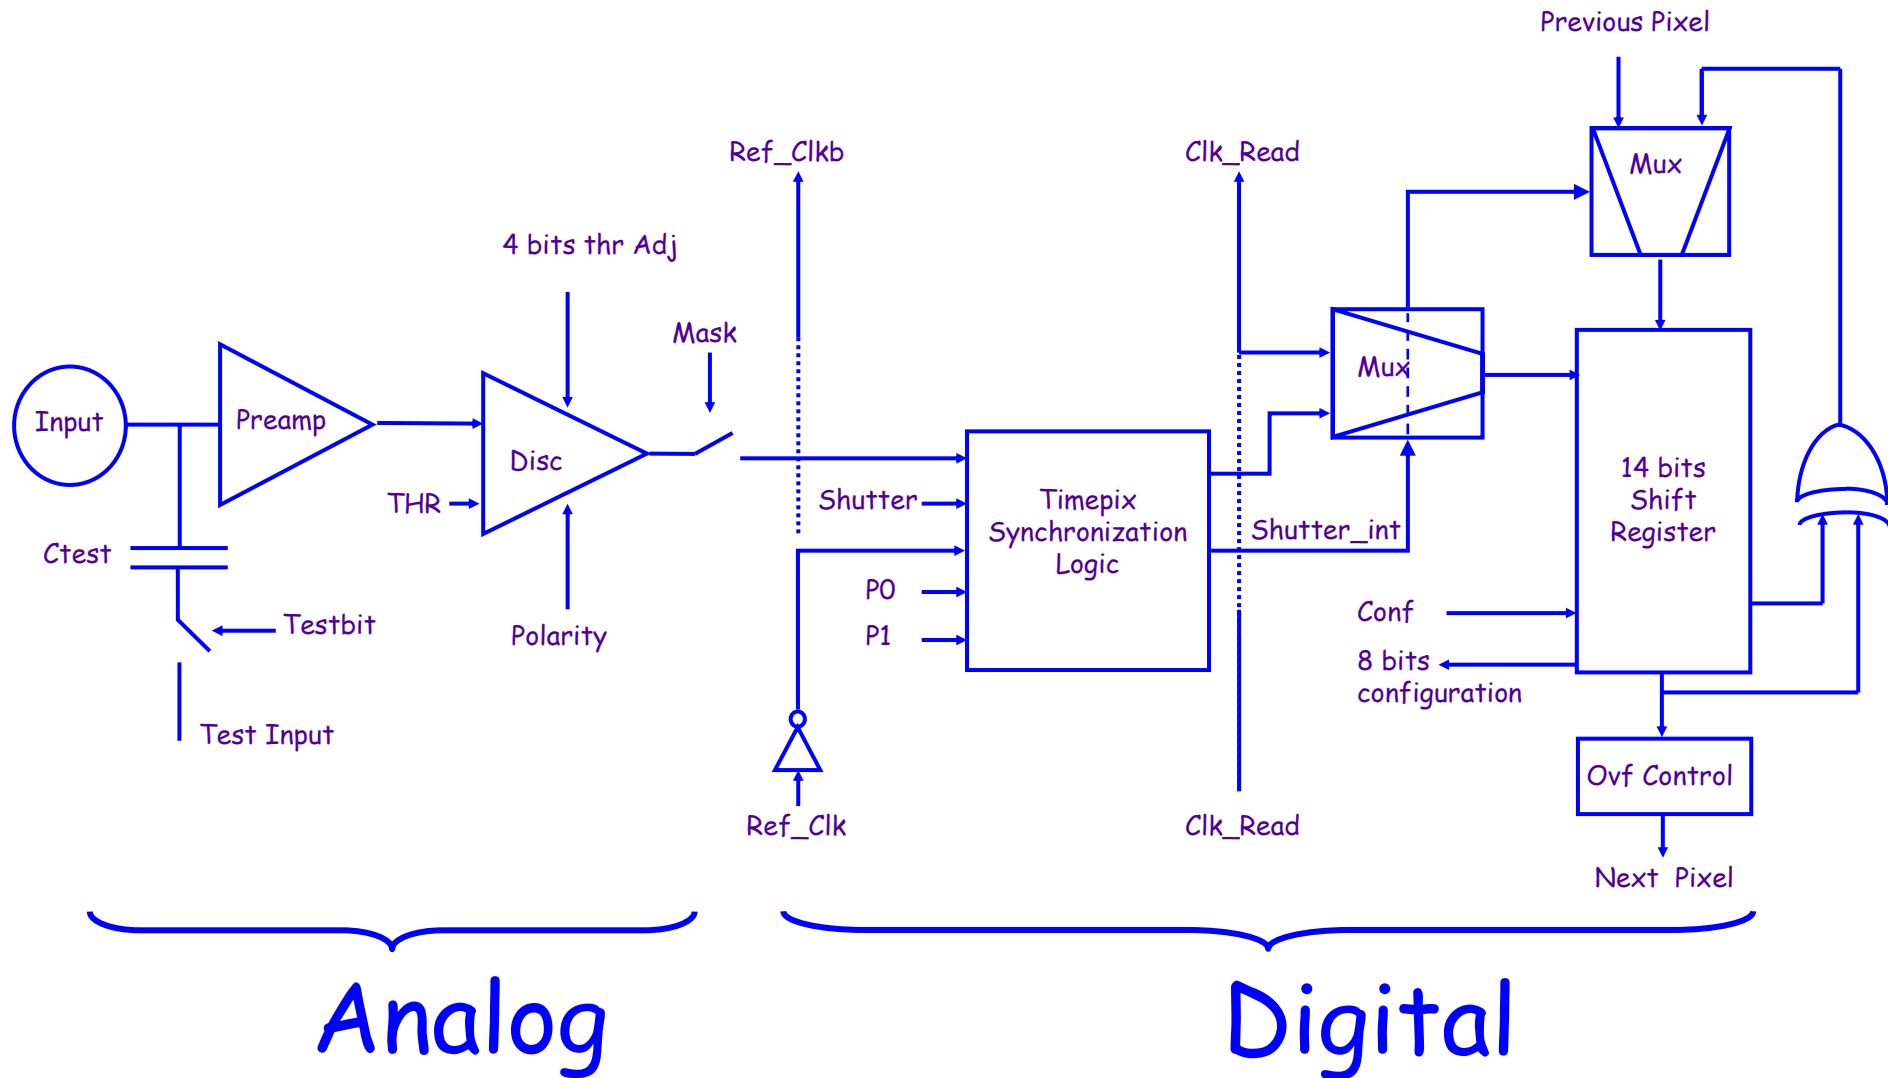 Previous Pixel
Ref_Clkb
Clk_Read
Mux
4 bits thr Adj
Mask
Mux
Input
Preamp
Disc
THR
Shutter
Timepix
Synchronization
Logic
Shutter_int
14 bits
Shift
Register
Ctest
P0
P1
Conf
Testbit
Polarity
8 bits
configuration
Test Input
Ref_Clk
Clk_Read
Ovf Control
Next Pixel
Analog
Digital